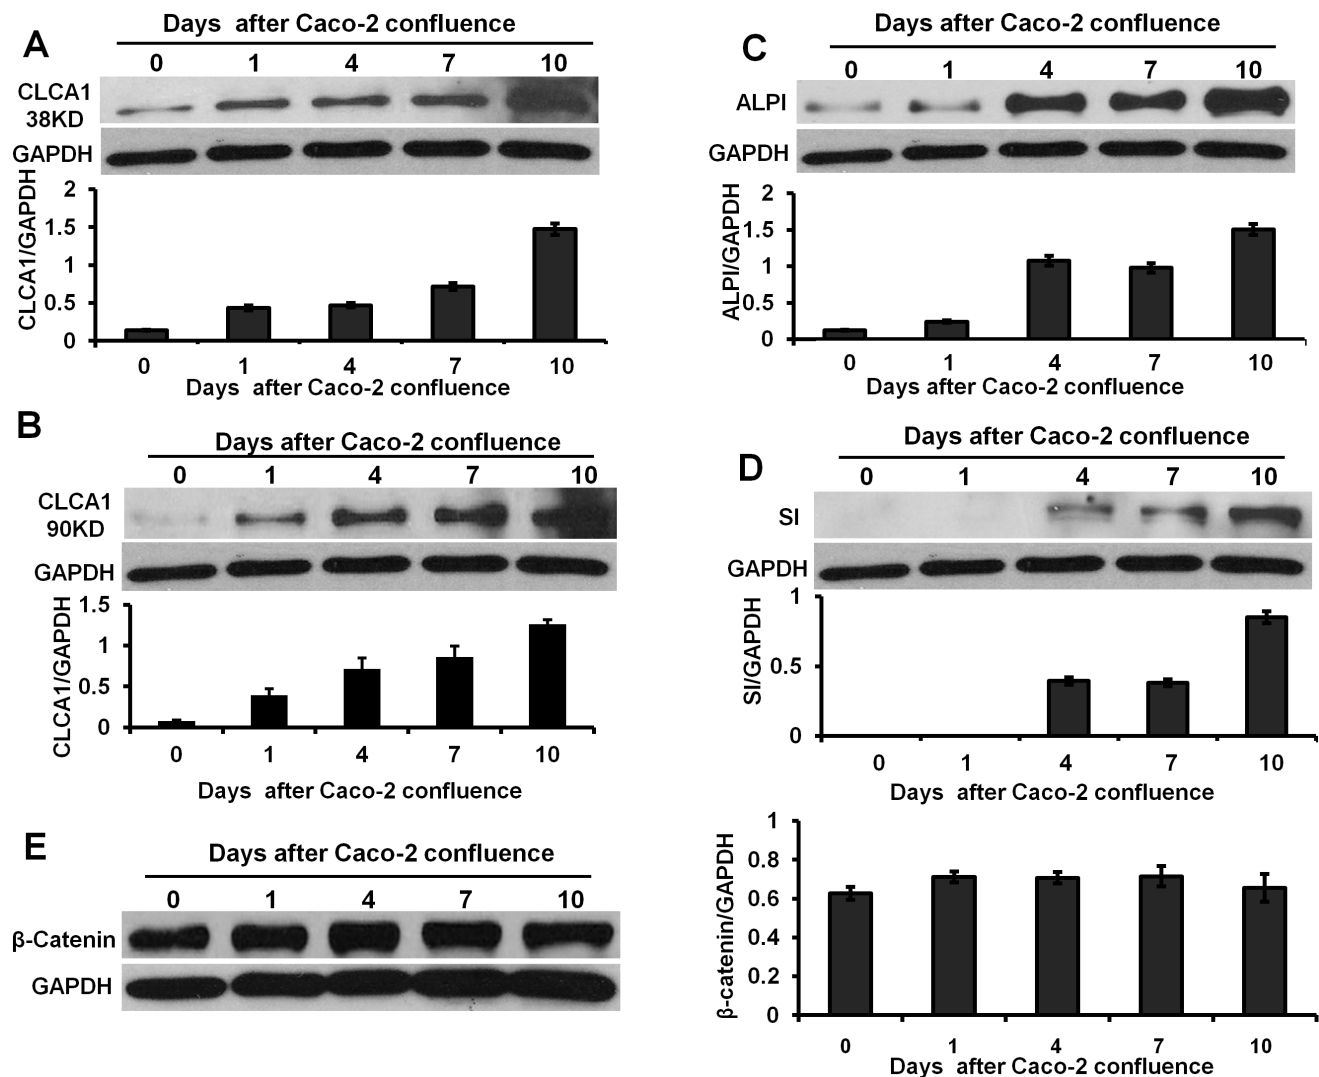 A
Days after Caco-2 confluence
0 1 4 7 10
CLCA1
38KD
GAPDH
CLCA1/GAPDH
2
1.5
1
0.5
0
0 1 4 7 10
Days after Caco-2 confluence
B
Days after Caco-2 confluence
0 1 4 7 10
CLCA1
90KD
GAPDH
CLCA1/GAPDH
1.5
1
0.5
0
0 1 4 7 10
Days after Caco-2 confluence
C
Days after Caco-2 confluence
0 1 4 7 10
ALPI
GAPDH
ALPI/GAPDH
2
1.5
1
0.5
0
0 1 4 7 10
Days after Caco-2 confluence
D
Days after Caco-2 confluence
0 1 4 7 10
SI
GAPDH
SI/GAPDH
1
0.5
0
0 1 4 7 10
Days after Caco-2 confluence
E
Days after Caco-2 confluence
0 1 4 7 10
β-Catenin
GAPDH
β-catenin/GAPDH
1
0.8
0.6
0.4
0.2
0
0 1 4 7 10
Days after Caco-2 confluence